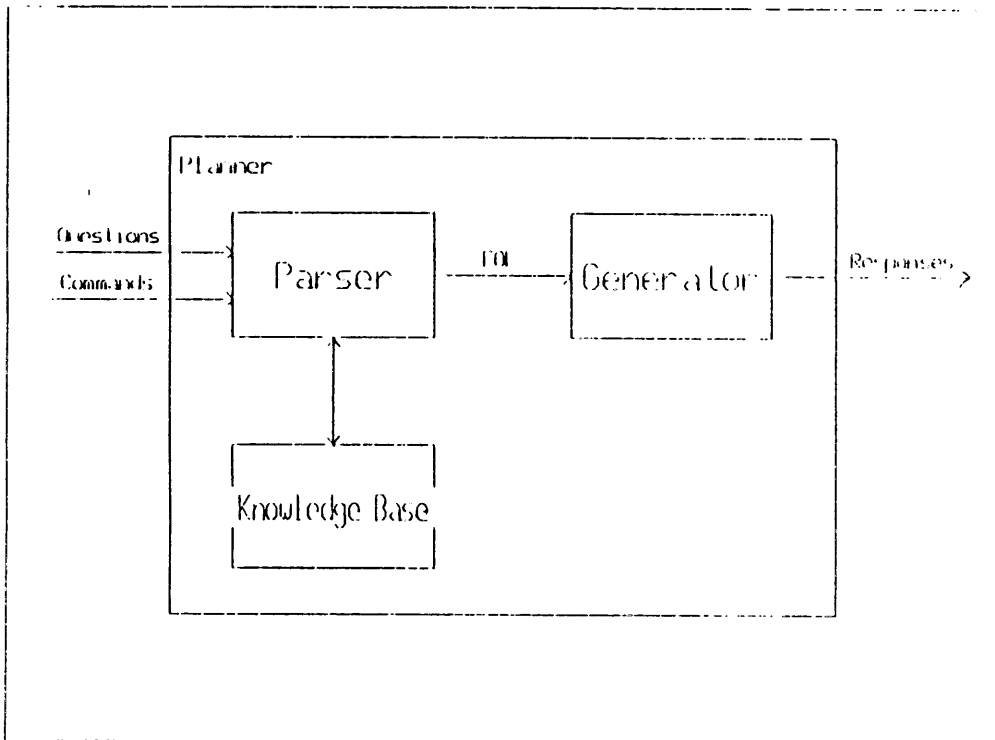 Planner
Questions
Commands
Parser
Generator
Responses
Knowledge Base